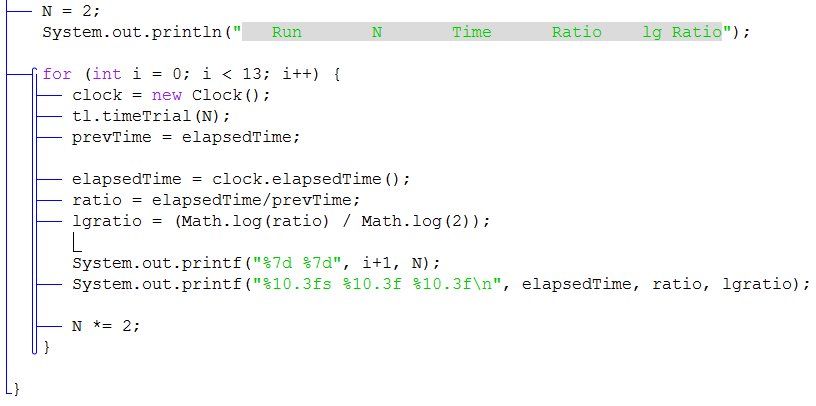 N = 2;
System.out.println("   Run       N       Time      Ratio    lg Ratio");
for (int i = 0; i < 13; i++) {
clock = new Clock();
tl.timeTrial(N);
prevTime = elapsedTime;
elapsedTime = clock.elapsedTime();
ratio = elapsedTime/prevTime;
lgratio = (Math.log(ratio) / Math.log(2));
System.out.printf("%7d %7d", i+1, N);
System.out.printf("%10.3fs %10.3f %10.3f\n", elapsedTime, ratio, lgratio);
N *= 2;
}
}